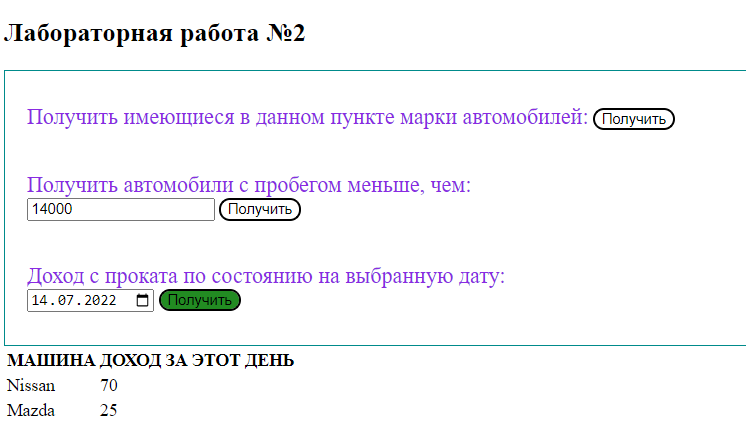 Лабораторная работа №2
Получить имеющиеся в данном пункте марки автомобилей: Получить
Получить автомобили с пробегом меньше, чем:
14000 Получить
Доход с проката по состоянию на выбранную дату:
14.07.2022 Получить
МАШИНА ДОХОД ЗА ЭТОТ ДЕНЬ
Nissan 70
Mazda 25